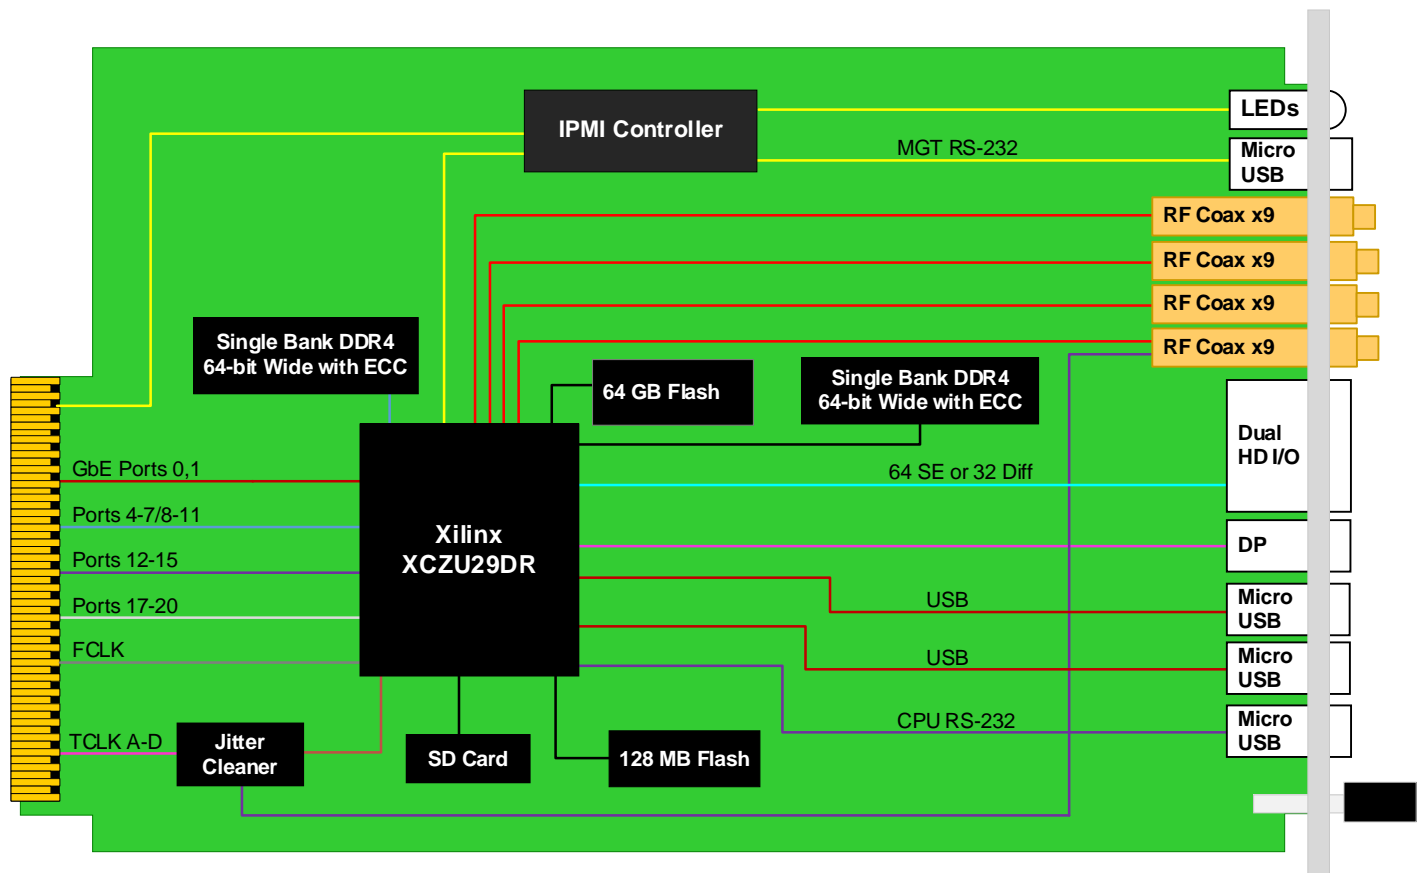 IPMI Controller
LEDs
MGT RS-232
Micro
USB
RF Coax x9
RF Coax x9
RF Coax x9
RF Coax x9
Single Bank DDR4
64-bit Wide with ECC
64 GB Flash
Single Bank DDR4
64-bit Wide with ECC
Dual
HD I/O
GbE Ports 0,1
64 SE or 32 Diff
Ports 4-7/8-11
Xilinx
XCZU29DR
DP
Ports 12-15
USB
Micro
USB
Ports 17-20
FCLK
USB
Micro
USB
TCLK A-D
Jitter
Cleaner
SD Card
128 MB Flash
CPU RS-232
Micro
USB